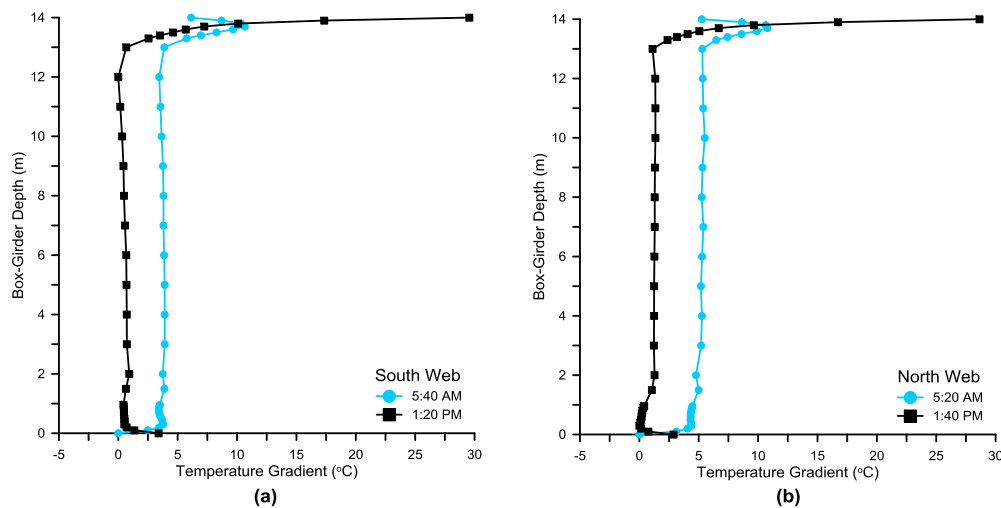 14
12
10
8
6
4
2
0
Box-Girder Depth (m)
South Web
5:40 AM
1:20 PM
-5 0 5 10 15 20 25 30
Temperature Gradient (ºC)
(a)
14
12
10
8
6
4
2
0
Box-Girder Depth (m)
North Web
5:20 AM
1:40 PM
-5 0 5 10 15 20 25 30
Temperature Gradient (ºC)
(b)